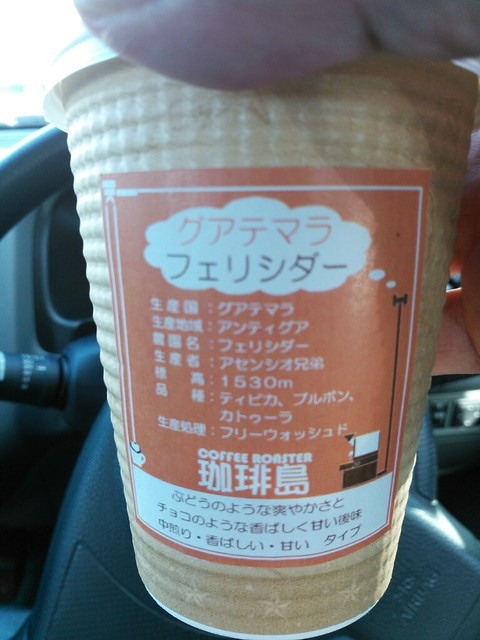 グアテマラ
フェリシダー
生産国：グアテマラ
生産地域：アンティグア
農園名：フェリシダー
生産者：アセンシオ兄弟
標高：1530m
品種：ティピカ、ブルボン、
カトゥーラ
生産処理：フリーウォッシュド
COFFEE ROASTER
珈琲島
ぶどうのような爽やかさと
チョコのような香ばしく甘い後味
中煎り・香ばしい・甘い　タイプ
AIRBAG